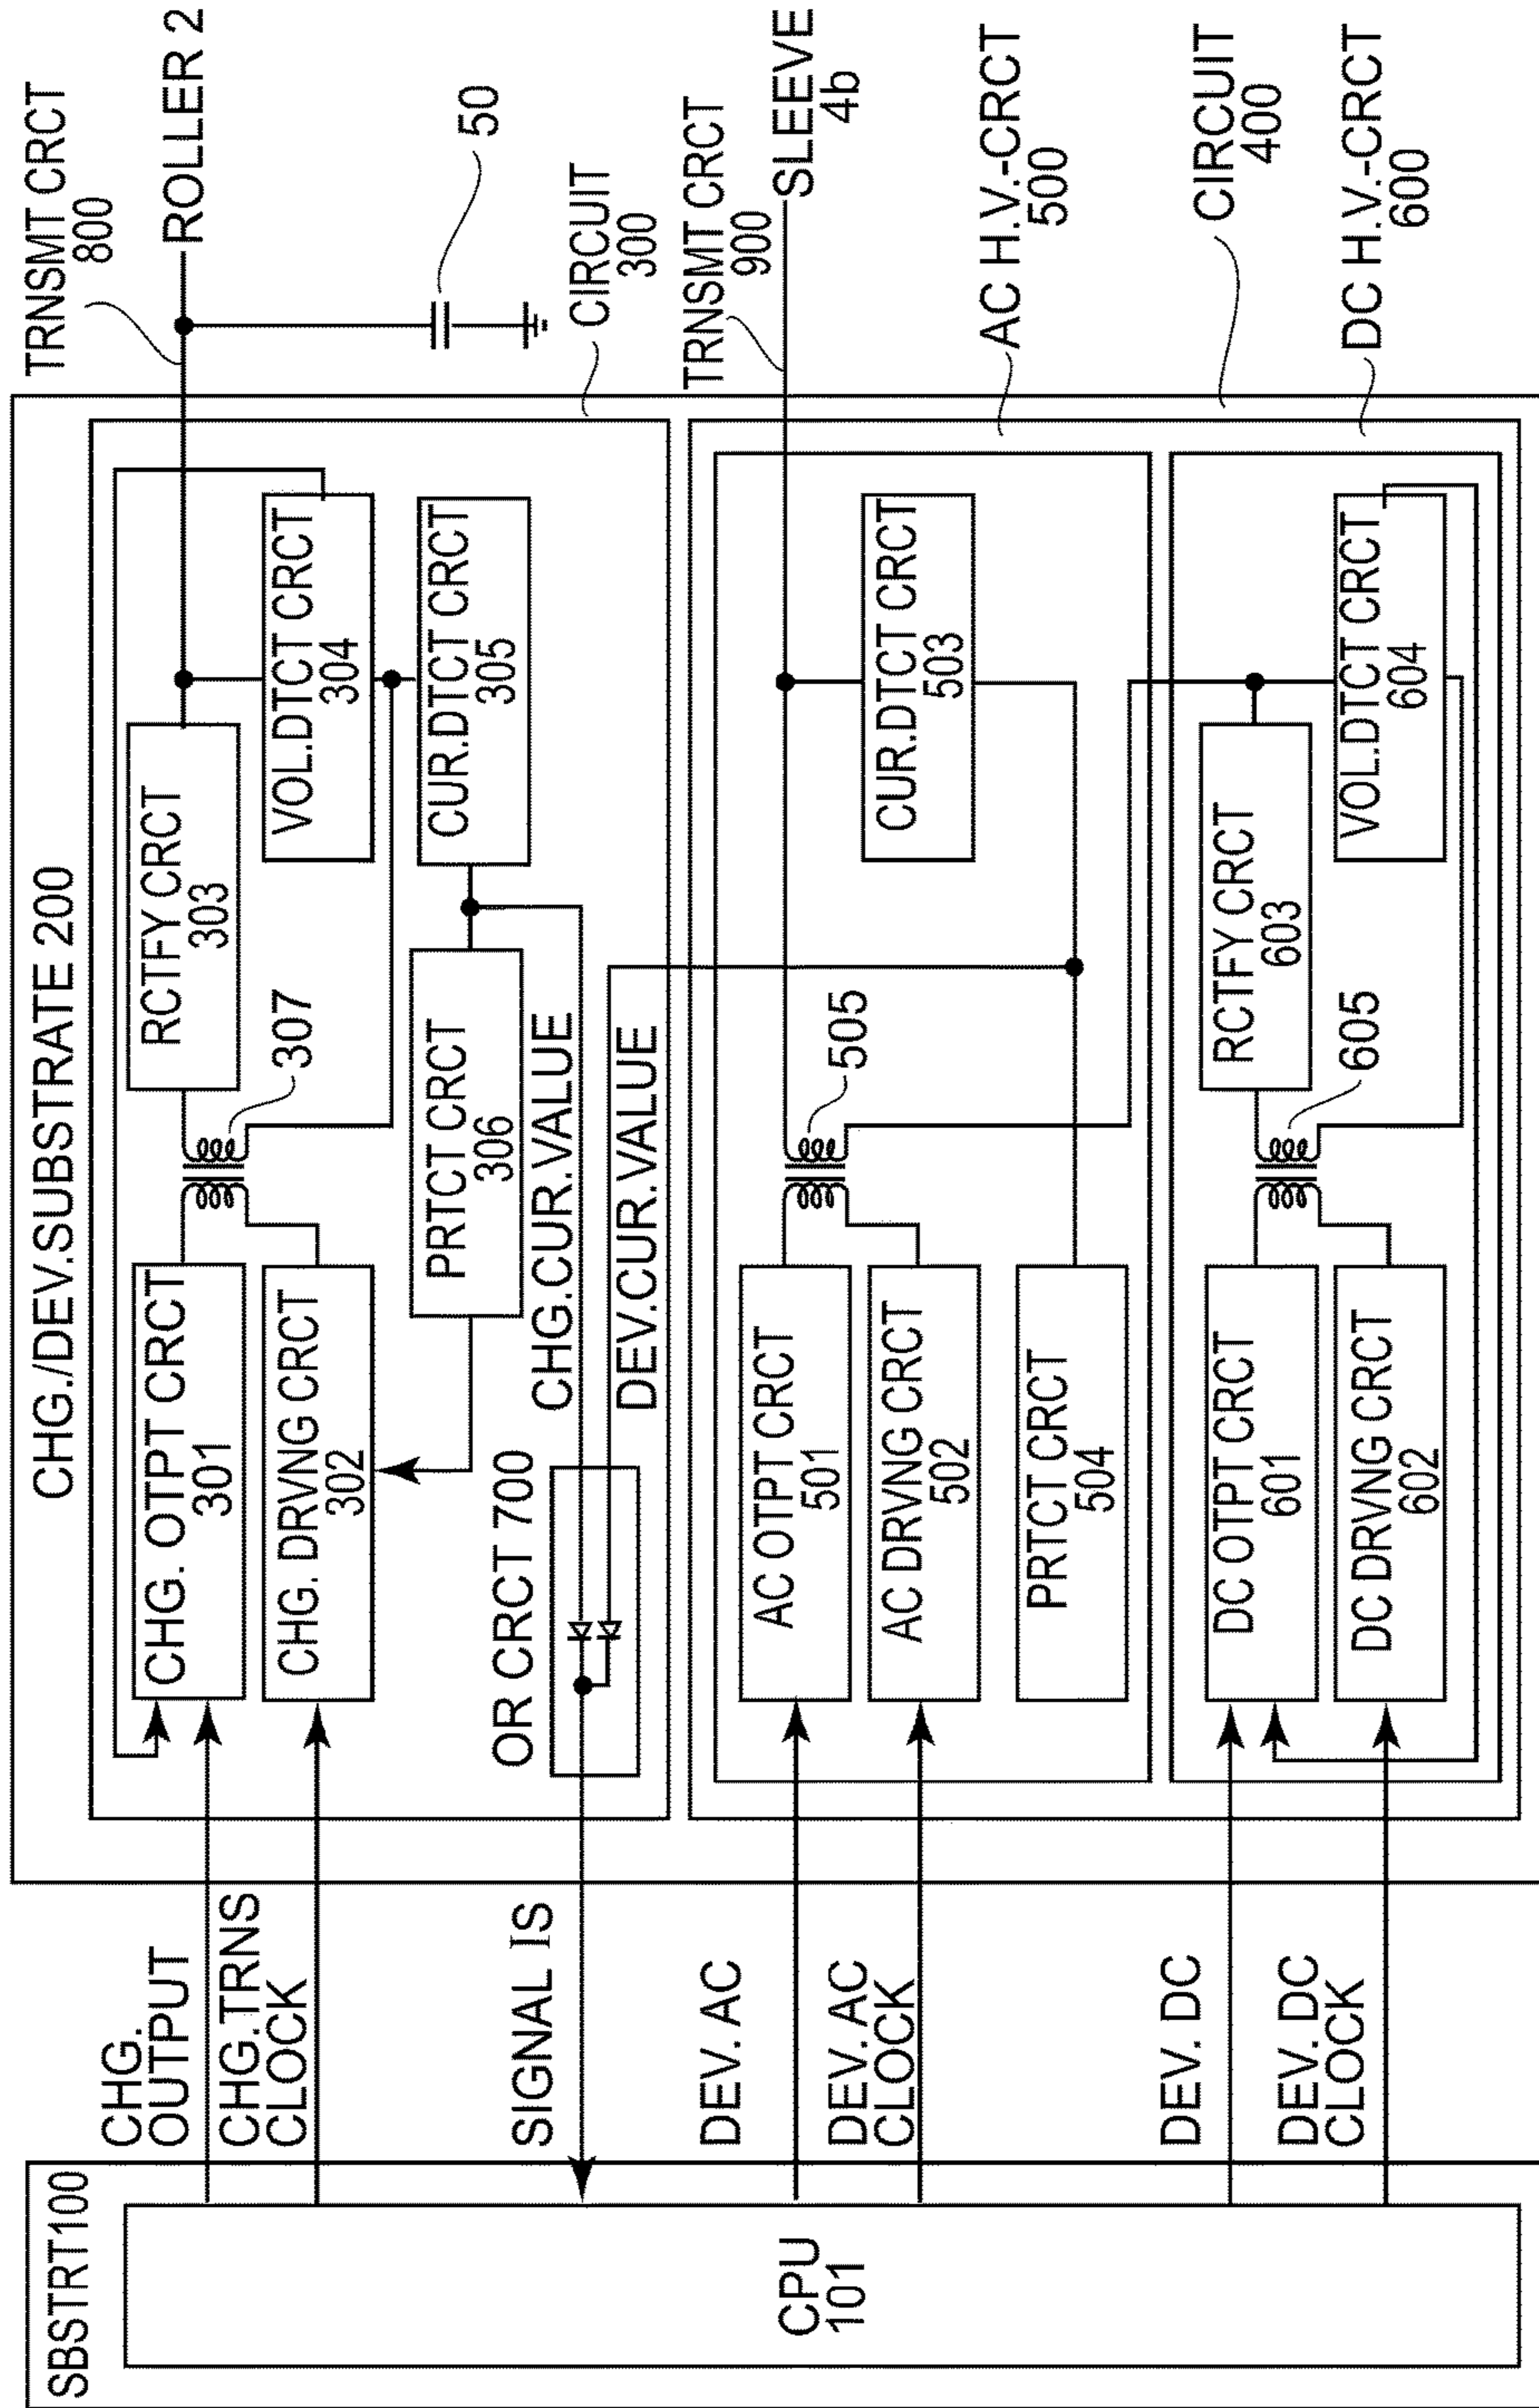 SBSTRT100
CPU
101
CHG.
OUTPUT
CHG.TRNS
CLOCK
SIGNAL IS
DEV. AC
DEV. AC
CLOCK
DEV. DC
DEV. DC
CLOCK
CHG./DEV.SUBSTRATE 200
CHG. OTPT CRCT
301
CHG. DRVNG CRCT
302
307
RCTFY CRCT
303
VOL.DTCT CRCT
304
CUR.DTCT CRCT
305
PRTCT CRCT
306
OR CRCT 700
CHG.CUR.VALUE
DEV.CUR.VALUE
AC OTPT CRCT
501
AC DRVNG CRCT
502
PRTCT CRCT
504
505
CUR.DTCT CRCT
503
DC OTPT CRCT
601
DC DRVNG CRCT
602
605
RCTFY CRCT
603
VOL.DTCT CRCT
604
TRNSMT CRCT
800
ROLLER 2
50
CIRCUIT
300
TRNSMT CRCT
900
SLEEVE
4b
AC H.V.-CRCT
500
CIRCUIT
400
DC H.V.-CRCT
600